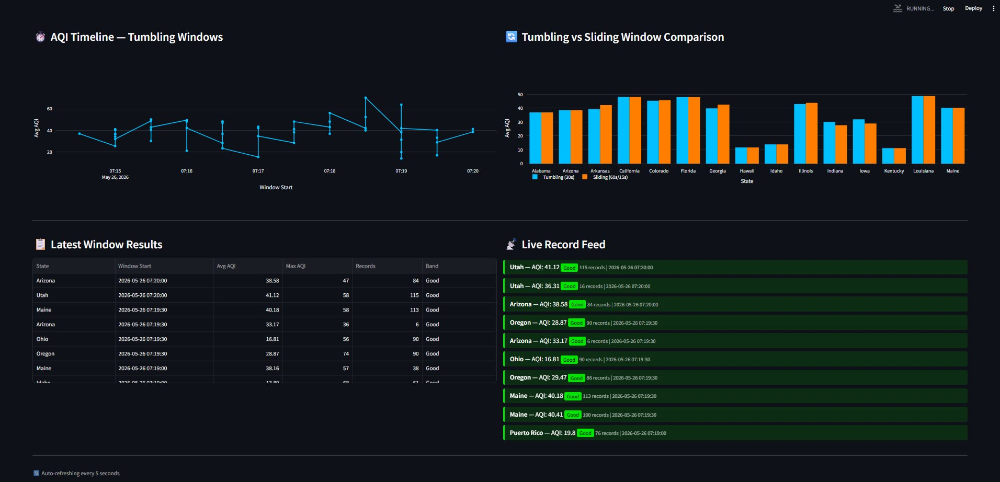 RUNNING... Stop Deploy
AQI Timeline — Tumbling Windows
Avg AQI
60
40
20
07:15 07:16 07:17 07:18 07:19 07:20
May 26, 2026
Window Start
Tumbling vs Sliding Window Comparison
Avg AQI
50
40
30
20
10
0
Alabama Arizona Arkansas California Colorado Florida Georgia Hawaii Idaho Illinois Indiana Iowa Kentucky Louisiana Maine
Tumbling (30s) Sliding (60s/15s)
State
Latest Window Results
State Window Start Avg AQI Max AQI Records Band
Arizona 2026-05-26 07:20:00 38.58 47 84 Good
Utah 2026-05-26 07:20:00 41.12 58 115 Good
Maine 2026-05-26 07:19:30 40.18 58 113 Good
Arizona 2026-05-26 07:19:30 33.17 36 6 Good
Ohio 2026-05-26 07:19:30 16.81 56 90 Good
Oregon 2026-05-26 07:19:30 28.87 74 90 Good
Maine 2026-05-26 07:19:00 38.16 57 38 Good
Live Record Feed
Utah — AQI: 41.12 Good 115 records | 2026-05-26 07:20:00
Utah — AQI: 36.31 Good 16 records | 2026-05-26 07:20:00
Arizona — AQI: 38.58 Good 84 records | 2026-05-26 07:20:00
Oregon — AQI: 28.87 Good 90 records | 2026-05-26 07:19:30
Arizona — AQI: 33.17 Good 6 records | 2026-05-26 07:19:30
Ohio — AQI: 16.81 Good 90 records | 2026-05-26 07:19:30
Oregon — AQI: 29.47 Good 86 records | 2026-05-26 07:19:30
Maine — AQI: 40.18 Good 113 records | 2026-05-26 07:19:30
Maine — AQI: 40.41 Good 100 records | 2026-05-26 07:19:30
Puerto Rico — AQI: 19.8 Good 76 records | 2026-05-26 07:19:00
Auto-refreshing every 5 seconds